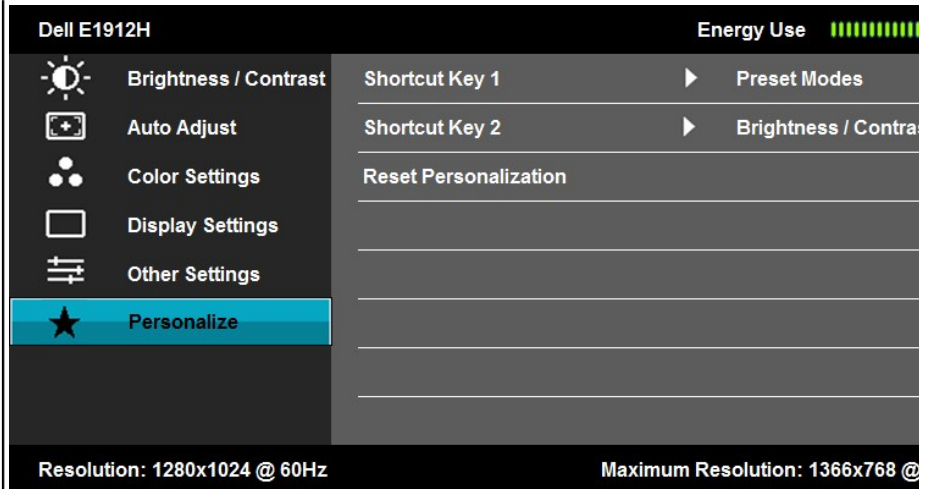 Dell E1912H Energy Use
Brightness / Contrast Shortcut Key 1 Preset Modes
Auto Adjust Shortcut Key 2 Brightness /
Color Settings Reset Personalization
Display Settings
Other Settings
Personalize
Resolution: 1280x1024 @ 60Hz Maximum Resolution: 1366x768 @